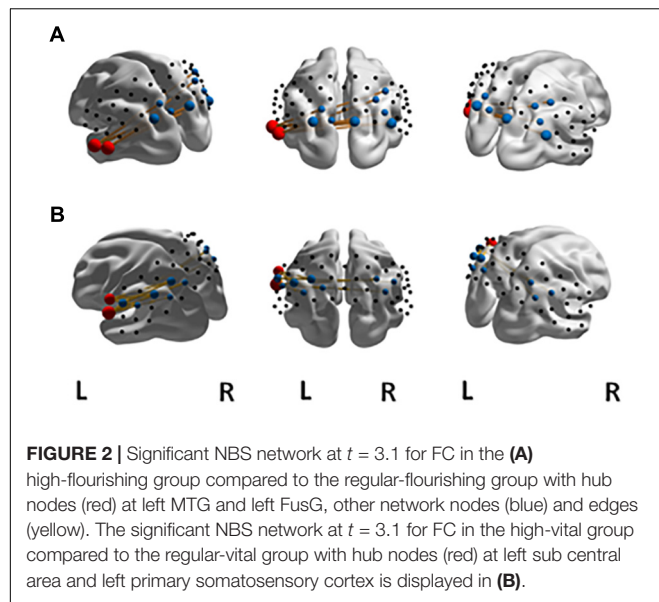 A
B
L R L R L R
FIGURE 2 | Significant NBS network at t = 3.1 for FC in the (A)
high-flourishing group compared to the regular-flourishing group with hub
nodes (red) at left MTG and left FusG, other network nodes (blue) and edges
(yellow). The significant NBS network at t = 3.1 for FC in the high-vital group
compared to the regular-vital group with hub nodes (red) at left sub central
area and left primary somatosensory cortex is displayed in (B).